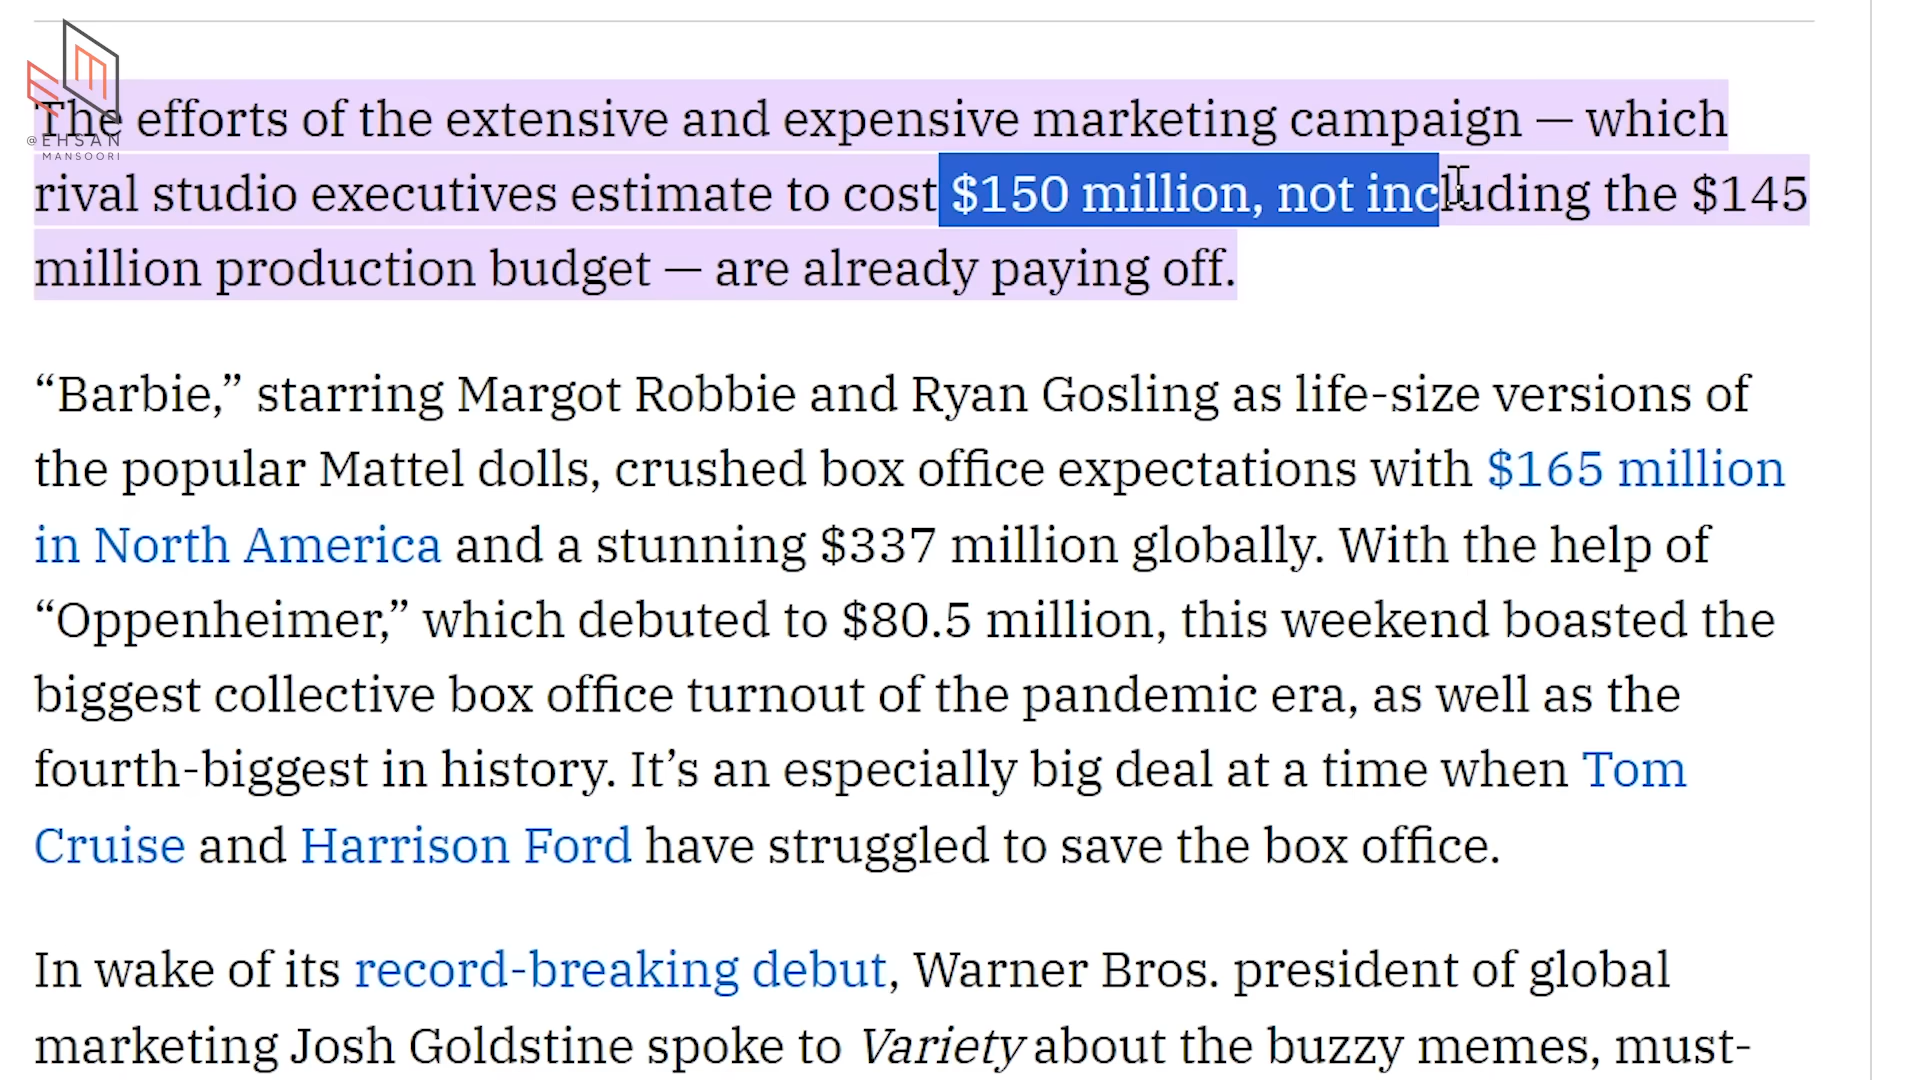 The efforts of the extensive and expensive marketing campaign — which
@EHSAN
MANSOORI
rival studio executives estimate to cost $150 million, not including the $145
million production budget — are already paying off.
“Barbie,” starring Margot Robbie and Ryan Gosling as life-size versions of
the popular Mattel dolls, crushed box office expectations with $165 million
in North America and a stunning $337 million globally. With the help of
“Oppenheimer,” which debuted to $80.5 million, this weekend boasted the
biggest collective box office turnout of the pandemic era, as well as the
fourth-biggest in history. It’s an especially big deal at a time when Tom
Cruise and Harrison Ford have struggled to save the box office.
In wake of its record-breaking debut, Warner Bros. president of global
marketing Josh Goldstine spoke to Variety about the buzzy memes, must-